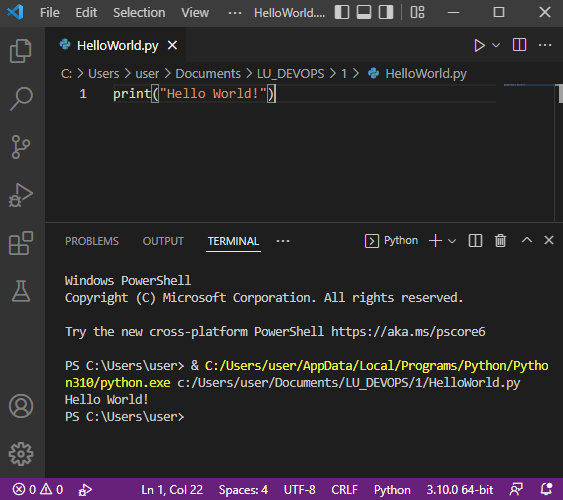 File Edit Selection View ··· HelloWorld....
HelloWorld.py
C: > Users > user > Documents > LU_DEVOPS > 1 > HelloWorld.py
1 print("Hello World!")
PROBLEMS OUTPUT TERMINAL ··· Python
Windows PowerShell
Copyright (C) Microsoft Corporation. All rights reserved.
Try the new cross-platform PowerShell https://aka.ms/pscore6
PS C:\Users\user> & C:/Users/user/AppData/Local/Programs/Python/Pytho
n310/python.exe c:/Users/user/Documents/LU_DEVOPS/1/HelloWorld.py
Hello World!
PS C:\Users\user>
0 0 Ln 1, Col 22 Spaces: 4 UTF-8 CRLF Python 3.10.0 64-bit